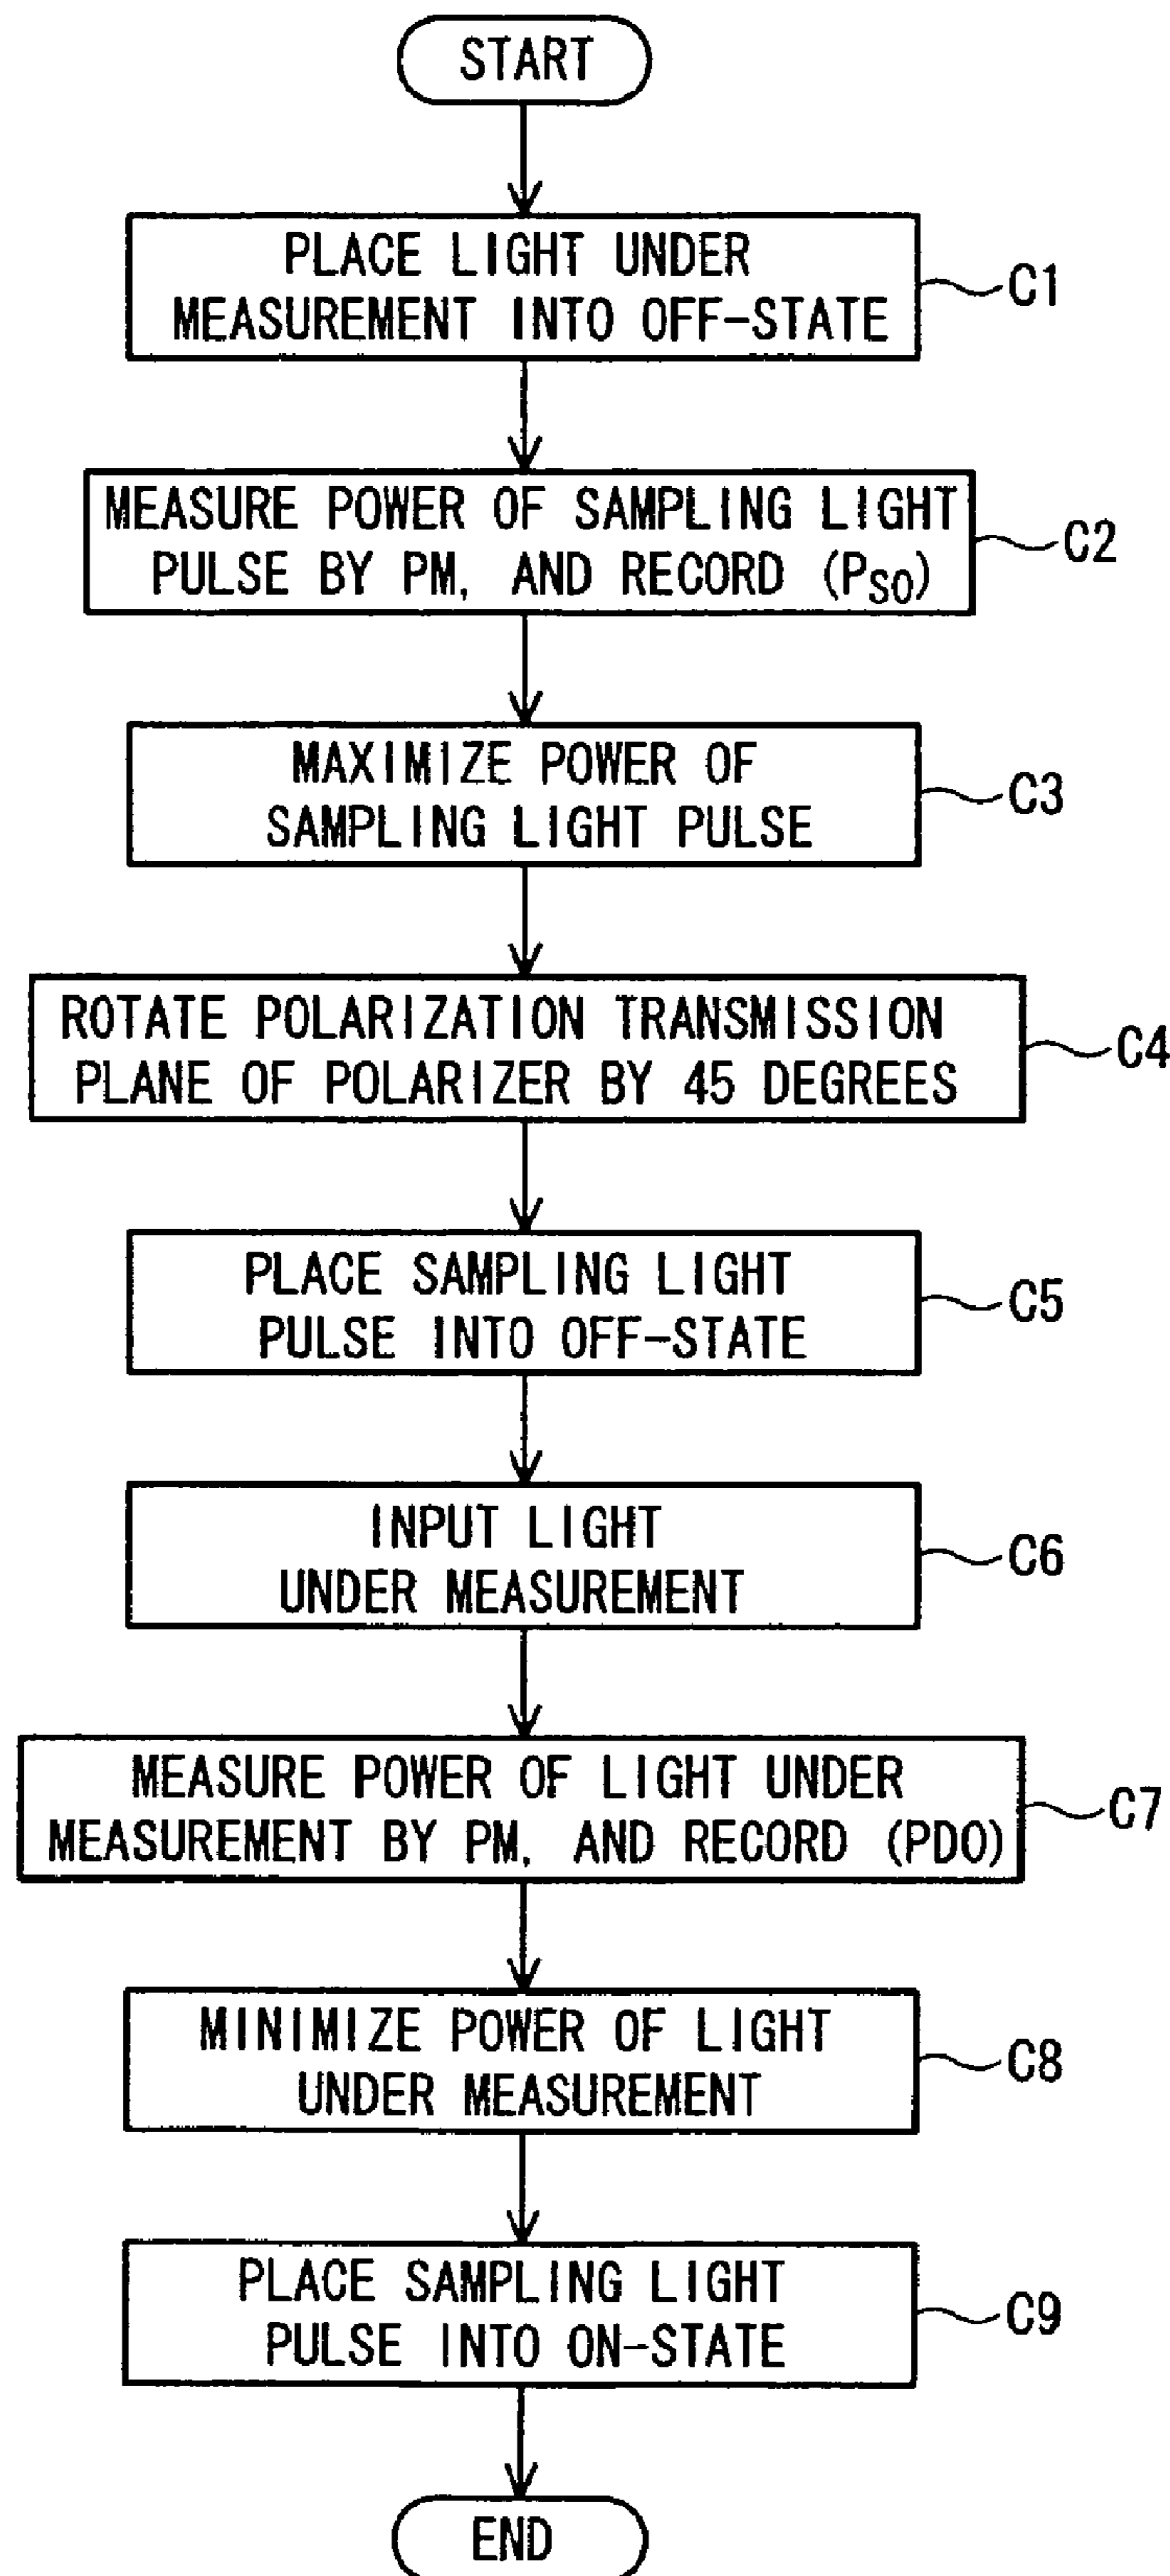 START
PLACE LIGHT UNDER
MEASUREMENT INTO OFF-STATE
C1
MEASURE POWER OF SAMPLING LIGHT
PULSE BY PM, AND RECORD (PS0)
C2
MAXIMIZE POWER OF
SAMPLING LIGHT PULSE
C3
ROTATE POLARIZATION TRANSMISSION
PLANE OF POLARIZER BY 45 DEGREES
C4
PLACE SAMPLING LIGHT
PULSE INTO OFF-STATE
C5
INPUT LIGHT
UNDER MEASUREMENT
C6
MEASURE POWER OF LIGHT UNDER
MEASUREMENT BY PM, AND RECORD (PD0)
C7
MINIMIZE POWER OF LIGHT
UNDER MEASUREMENT
C8
PLACE SAMPLING LIGHT
PULSE INTO ON-STATE
C9
END